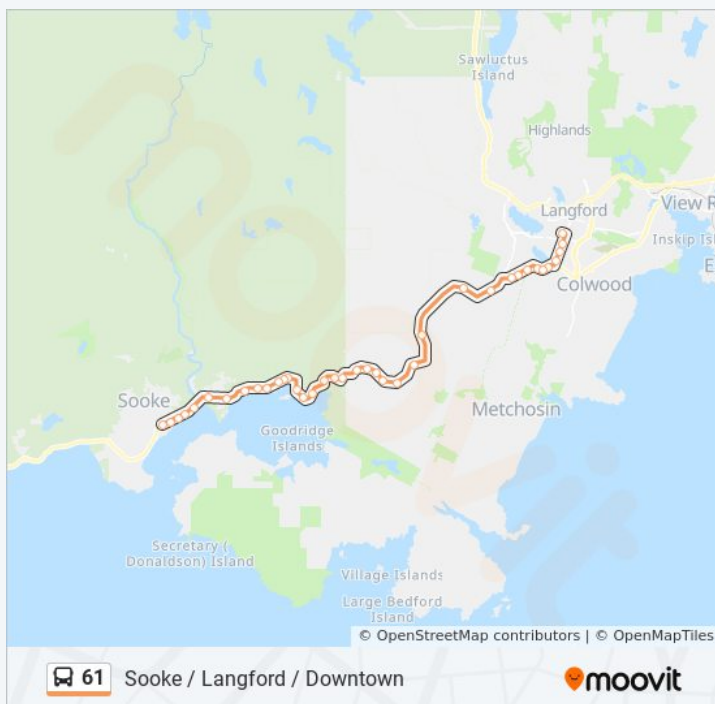 Sawluctus
Island
Highlands
Langford
View R
Inskip Isl
E
Colwood
Sooke
Metchosin
Goodridge
Islands
Secretary (
Donaldson) Island
Village Islands
Large Bedford
Island
© OpenStreetMap contributors | © OpenMapTiles
61 Sooke / Langford / Downtown
moovit